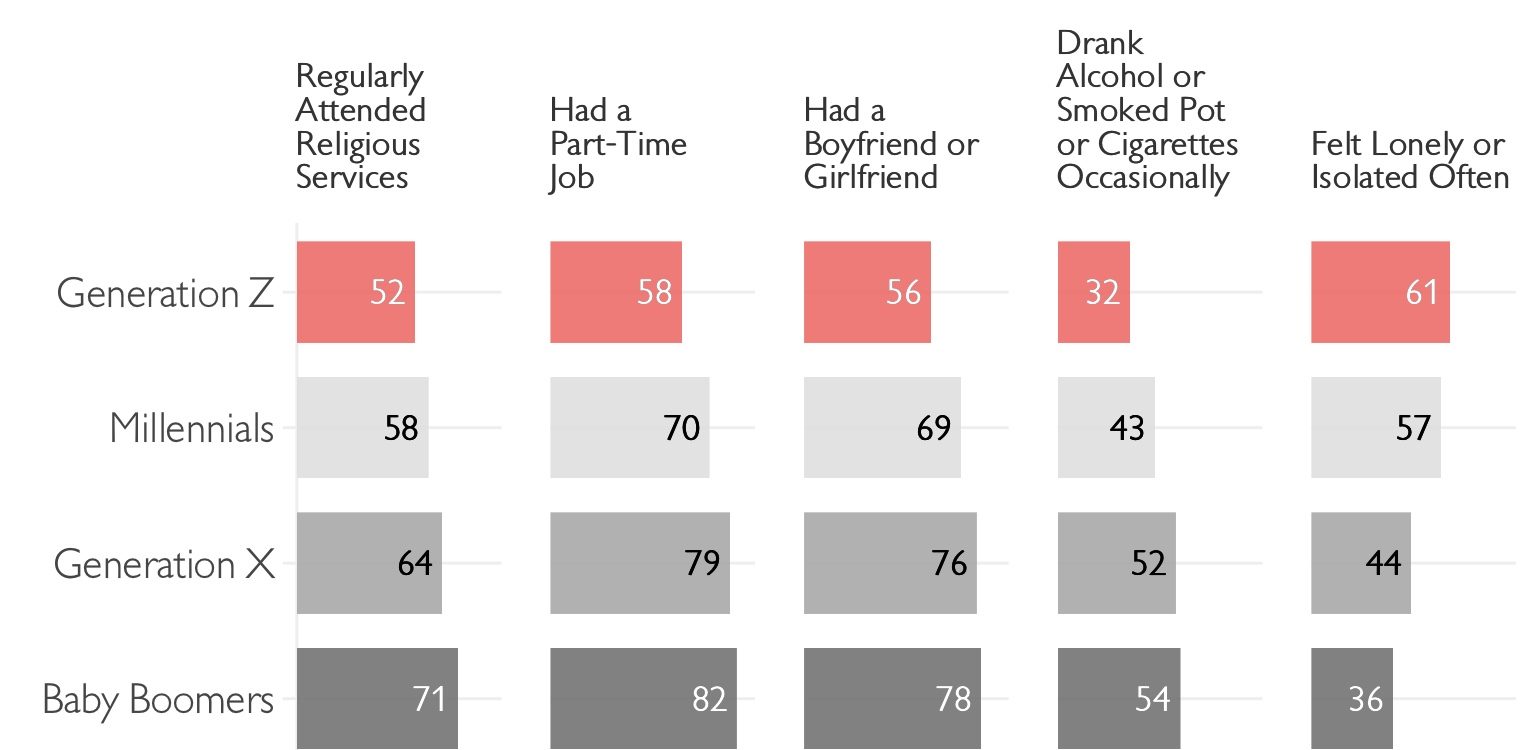 Regularly
Attended
Religious
Services
Had a
Part-Time
Job
Had a
Boyfriend or
Girlfriend
Drank
Alcohol or
Smoked Pot
or Cigarettes
Occasionally
Felt Lonely or
Isolated Often
Generation Z 52 58 56 32 61
Millennials 58 70 69 43 57
Generation X 64 79 76 52 44
Baby Boomers 71 82 78 54 36